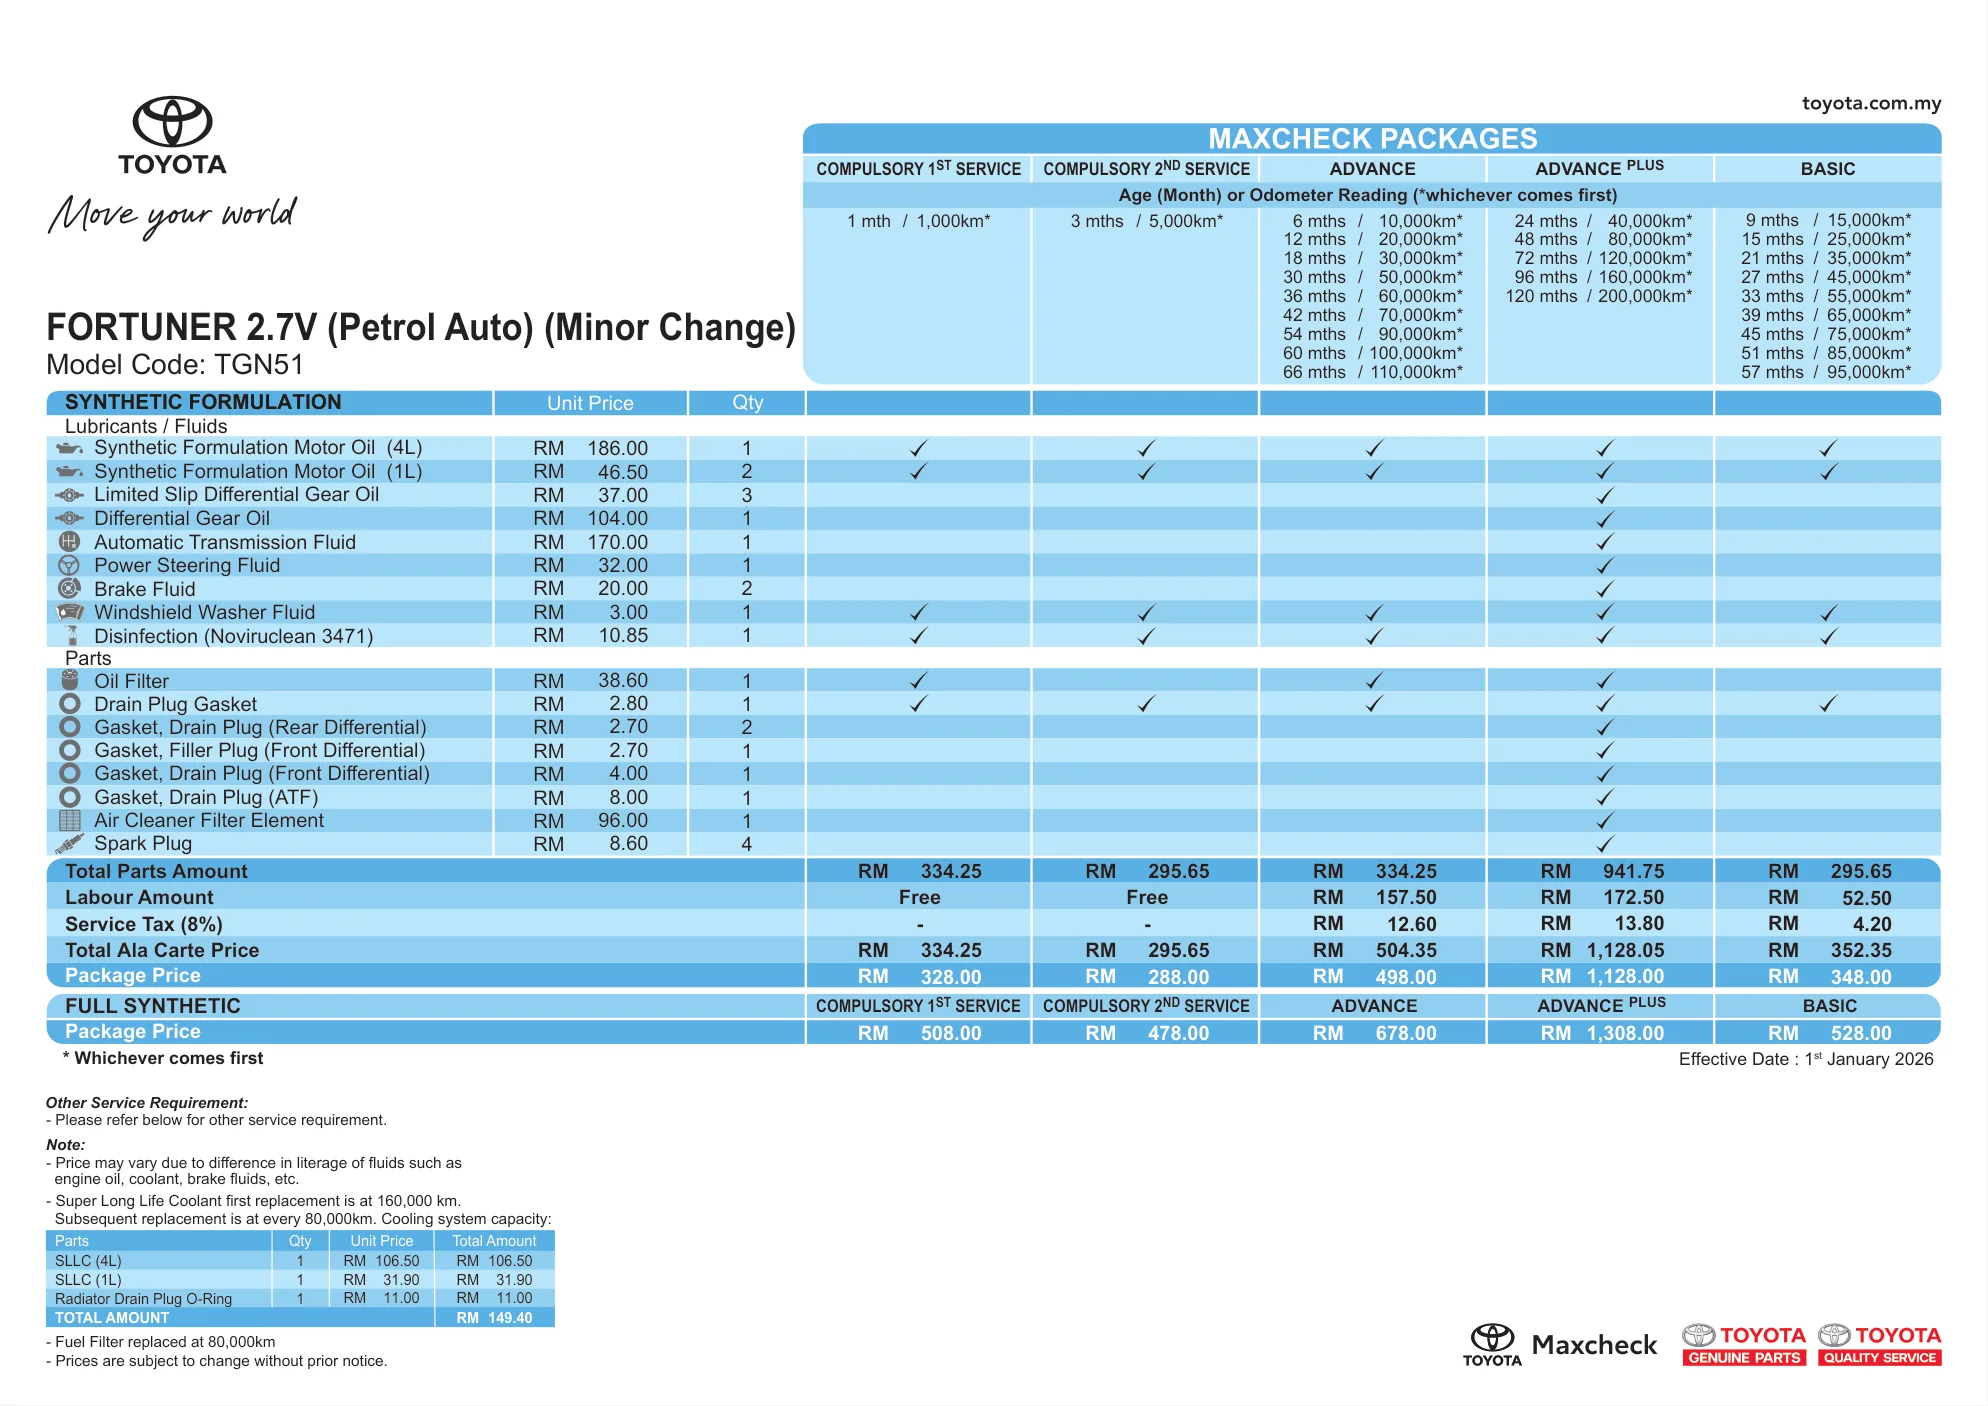 toyota.com.my
TOYOTA
Move your world
FORTUNER 2.7V (Petrol Auto) (Minor Change)
Model Code: TGN51
MAXCHECK PACKAGES
COMPULSORY 1ST SERVICE COMPULSORY 2ND SERVICE ADVANCE ADVANCE PLUS BASIC
Age (Month) or Odometer Reading (*whichever comes first)
1 mth / 1,000km* 3 mths / 5,000km* 6 mths / 10,000km* 24 mths / 40,000km* 9 mths / 15,000km*
12 mths / 20,000km* 48 mths / 80,000km* 15 mths / 25,000km*
18 mths / 30,000km* 72 mths / 120,000km* 21 mths / 35,000km*
30 mths / 50,000km* 96 mths / 160,000km* 27 mths / 45,000km*
36 mths / 60,000km* 120 mths / 200,000km* 33 mths / 55,000km*
42 mths / 70,000km* 39 mths / 65,000km*
54 mths / 90,000km* 45 mths / 75,000km*
60 mths / 100,000km* 51 mths / 85,000km*
66 mths / 110,000km* 57 mths / 95,000km*
SYNTHETIC FORMULATION Unit Price Qty
Lubricants / Fluids
Synthetic Formulation Motor Oil (4L) RM 186.00 1 ✓ ✓ ✓ ✓ ✓
Synthetic Formulation Motor Oil (1L) RM 46.50 2 ✓ ✓ ✓ ✓ ✓
Limited Slip Differential Gear Oil RM 37.00 3 ✓
Differential Gear Oil RM 104.00 1 ✓
Automatic Transmission Fluid RM 170.00 1 ✓
Power Steering Fluid RM 32.00 1 ✓
Brake Fluid RM 20.00 2 ✓
Windshield Washer Fluid RM 3.00 1 ✓ ✓ ✓ ✓ ✓
Disinfection (Noviruclean 3471) RM 10.85 1 ✓ ✓ ✓ ✓ ✓
Parts
Oil Filter RM 38.60 1 ✓ ✓ ✓
Drain Plug Gasket RM 2.80 1 ✓ ✓ ✓ ✓ ✓
Gasket, Drain Plug (Rear Differential) RM 2.70 2 ✓
Gasket, Filler Plug (Front Differential) RM 2.70 1 ✓
Gasket, Drain Plug (Front Differential) RM 4.00 1 ✓
Gasket, Drain Plug (ATF) RM 8.00 1 ✓
Air Cleaner Filter Element RM 96.00 1 ✓
Spark Plug RM 8.60 4 ✓
Total Parts Amount RM 334.25 RM 295.65 RM 334.25 RM 941.75 RM 295.65
Labour Amount Free Free RM 157.50 RM 172.50 RM 52.50
Service Tax (8%) - - RM 12.60 RM 13.80 RM 4.20
Total Ala Carte Price RM 334.25 RM 295.65 RM 504.35 RM 1,128.05 RM 352.35
Package Price RM 328.00 RM 288.00 RM 498.00 RM 1,128.00 RM 348.00
FULL SYNTHETIC COMPULSORY 1ST SERVICE COMPULSORY 2ND SERVICE ADVANCE ADVANCE PLUS BASIC
Package Price RM 508.00 RM 478.00 RM 678.00 RM 1,308.00 RM 528.00
* Whichever comes first
Effective Date : 1st January 2026
Other Service Requirement:
- Please refer below for other service requirement.
Note:
- Price may vary due to difference in literage of fluids such as
engine oil, coolant, brake fluids, etc.
- Super Long Life Coolant first replacement is at 160,000 km.
Subsequent replacement is at every 80,000km. Cooling system capacity:
Parts Qty Unit Price Total Amount
SLLC (4L) 1 RM 106.50 RM 106.50
SLLC (1L) 1 RM 31.90 RM 31.90
Radiator Drain Plug O-Ring 1 RM 11.00 RM 11.00
TOTAL AMOUNT RM 149.40
- Fuel Filter replaced at 80,000km
- Prices are subject to change without prior notice.
TOYOTA Maxcheck
TOYOTA
GENUINE PARTS
TOYOTA
QUALITY SERVICE